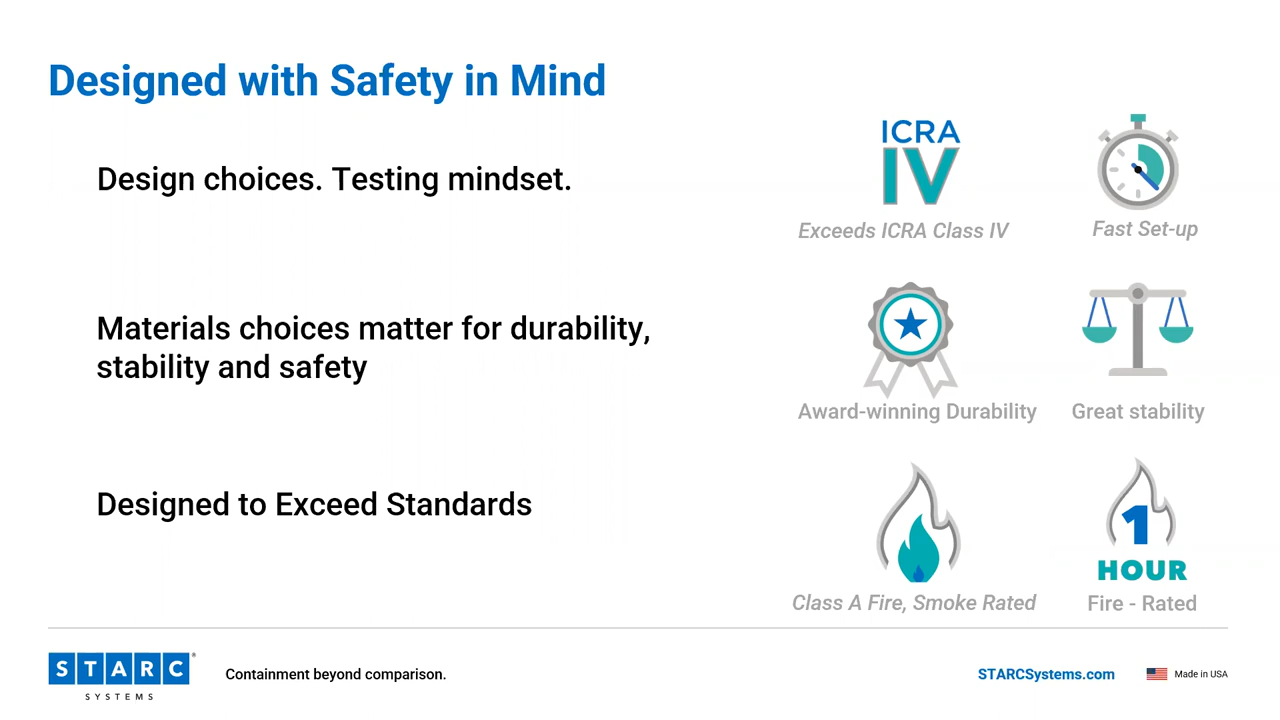 Designed with Safety in Mind
Design choices. Testing mindset.
Materials choices matter for durability,
stability and safety
Designed to Exceed Standards
ICRA
IV
Exceeds ICRA Class IV
Fast Set-up
Award-winning Durability
Great stability
Class A Fire, Smoke Rated
1
HOUR
Fire - Rated
STARC®
SYSTEMS
Containment beyond comparison.
STARCSystems.com
Made in USA